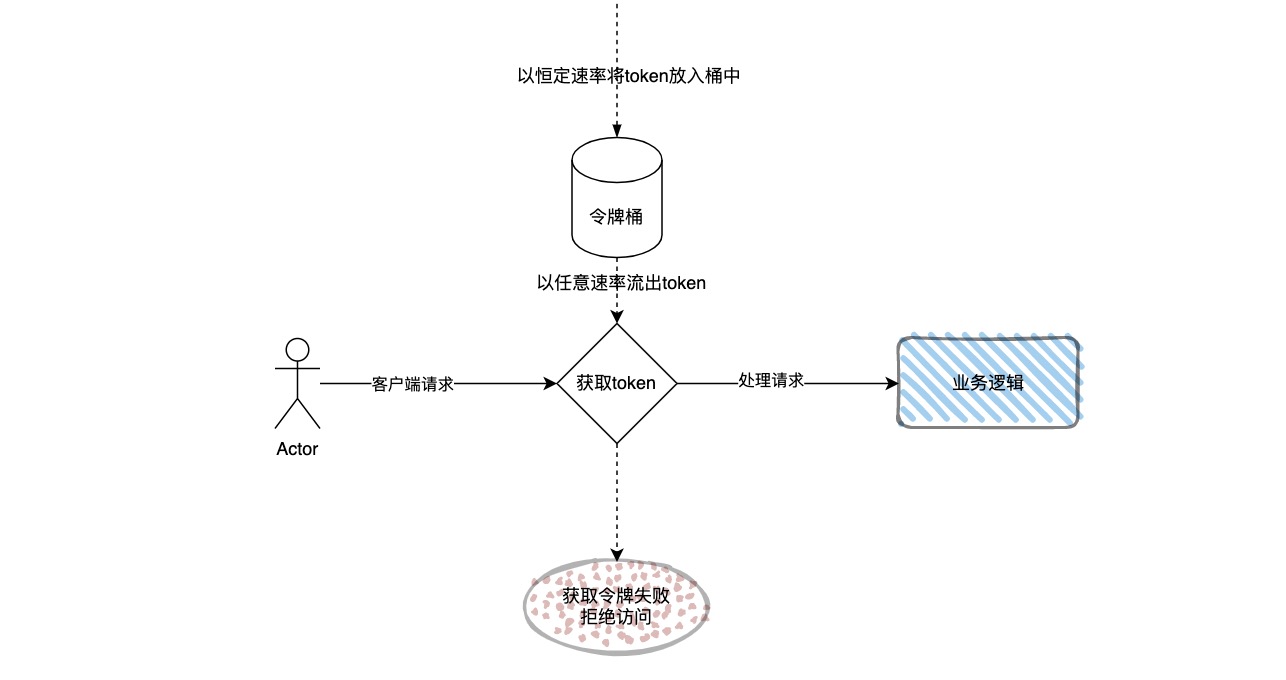 以恒定速率将token放入桶中
令牌桶
以任意速率流出token
客户端请求
获取token
处理请求
业务逻辑
Actor
获取令牌失败
拒绝访问